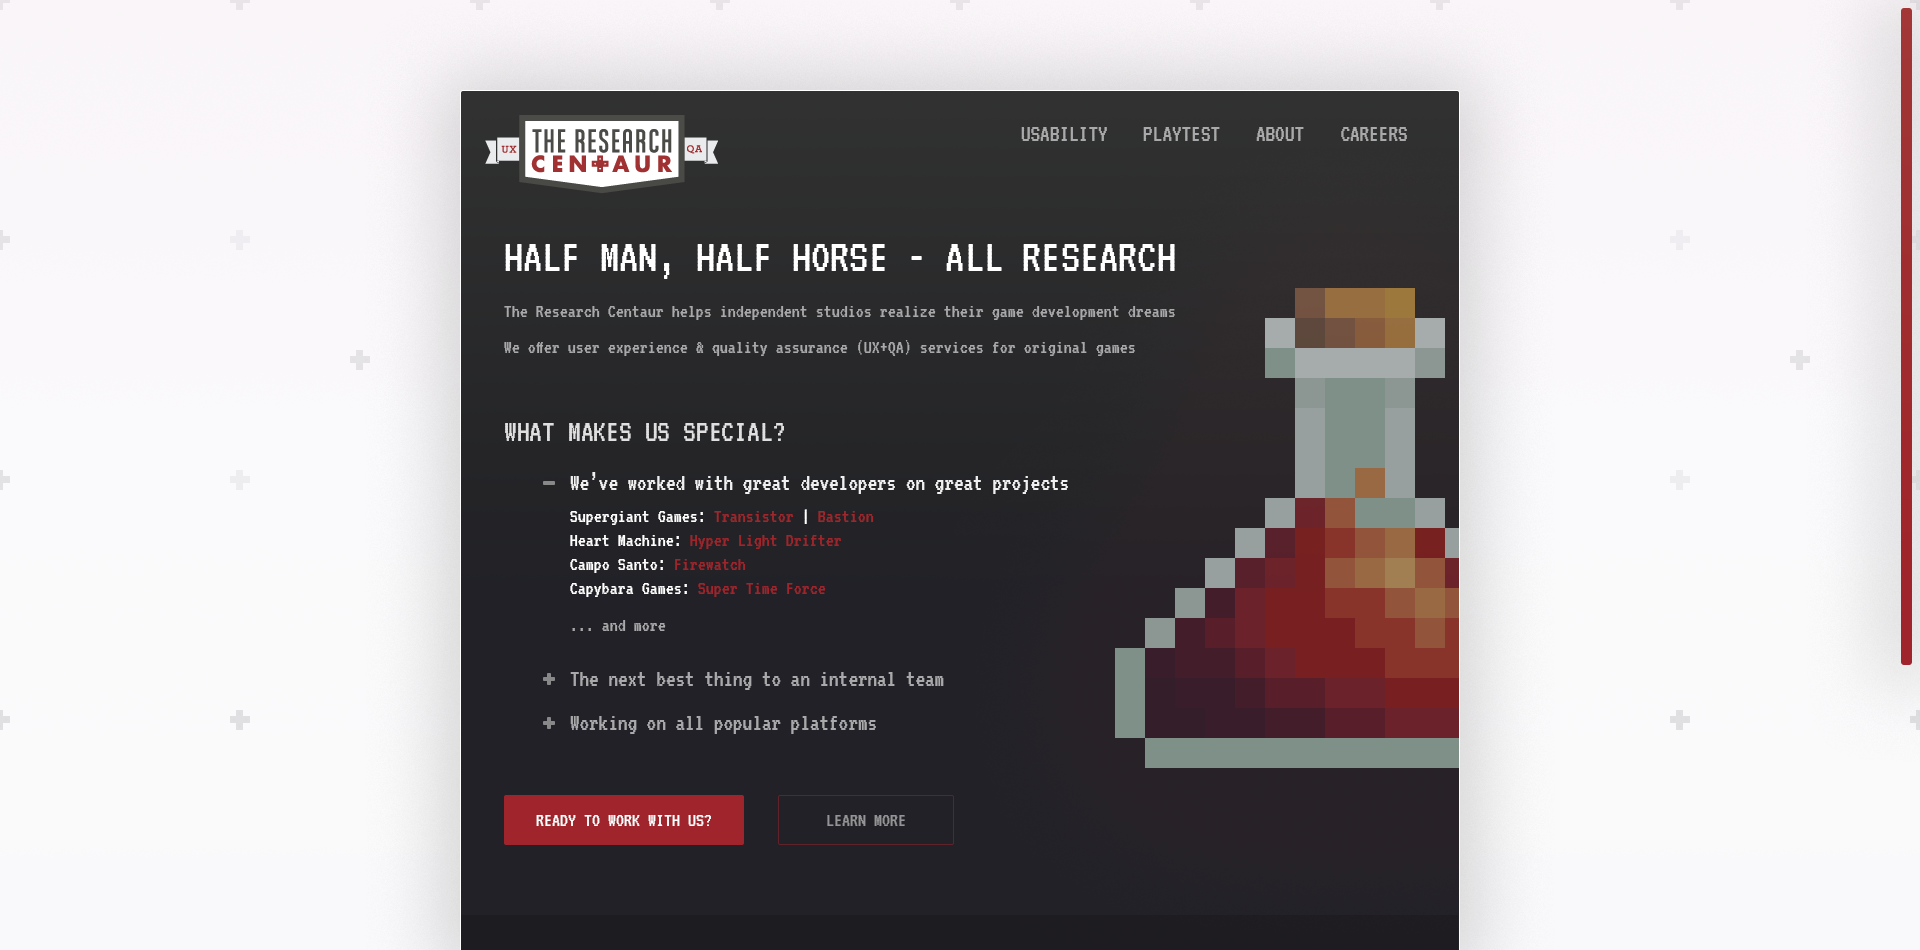 UX
THE RESEARCH
CENTAUR
QA
USABILITY PLAYTEST ABOUT CAREERS
HALF MAN, HALF HORSE - ALL RESEARCH
The Research Centaur helps independent studios realize their game development dreams
We offer user experience & quality assurance (UX+QA) services for original games
WHAT MAKES US SPECIAL?
We've worked with great developers on great projects
Supergiant Games: Transistor | Bastion
Heart Machine: Hyper Light Drifter
Campo Santo: Firewatch
Capybara Games: Super Time Force
... and more
The next best thing to an internal team
Working on all popular platforms
READY TO WORK WITH US? LEARN MORE